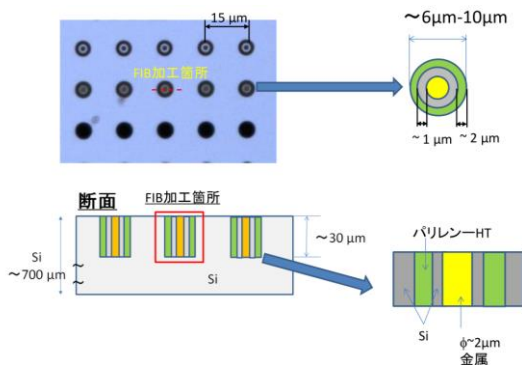 15 μm
FIB加工箇所
~6μm-10μm
~ 1 μm
~ 2 μm
断面
FIB加工箇所
Si
~700 μm
~
~
Si
~30 μm
パリレンーHT
Si
φ~2μm
金属